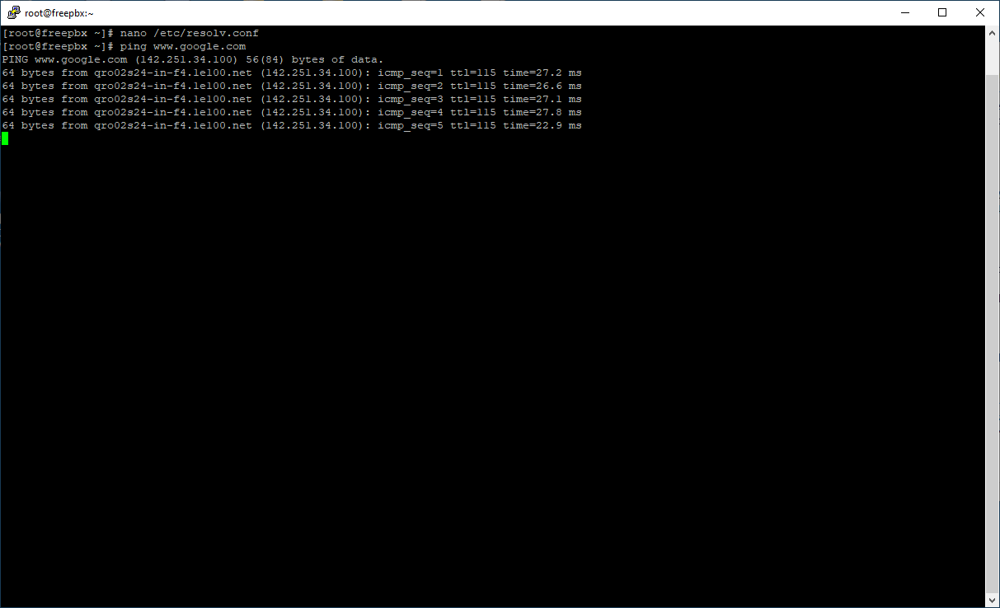 root@freepbx:~
[root@freepbx ~]# nano /etc/resolv.conf
[root@freepbx ~]# ping www.google.com
PING www.google.com (142.251.34.100) 56(84) bytes of data.
64 bytes from qro02s24-in-f4.1e100.net (142.251.34.100): icmp_seq=1 ttl=115 time=27.2 ms
64 bytes from qro02s24-in-f4.1e100.net (142.251.34.100): icmp_seq=2 ttl=115 time=26.6 ms
64 bytes from qro02s24-in-f4.1e100.net (142.251.34.100): icmp_seq=3 ttl=115 time=27.1 ms
64 bytes from qro02s24-in-f4.1e100.net (142.251.34.100): icmp_seq=4 ttl=115 time=27.8 ms
64 bytes from qro02s24-in-f4.1e100.net (142.251.34.100): icmp_seq=5 ttl=115 time=22.9 ms